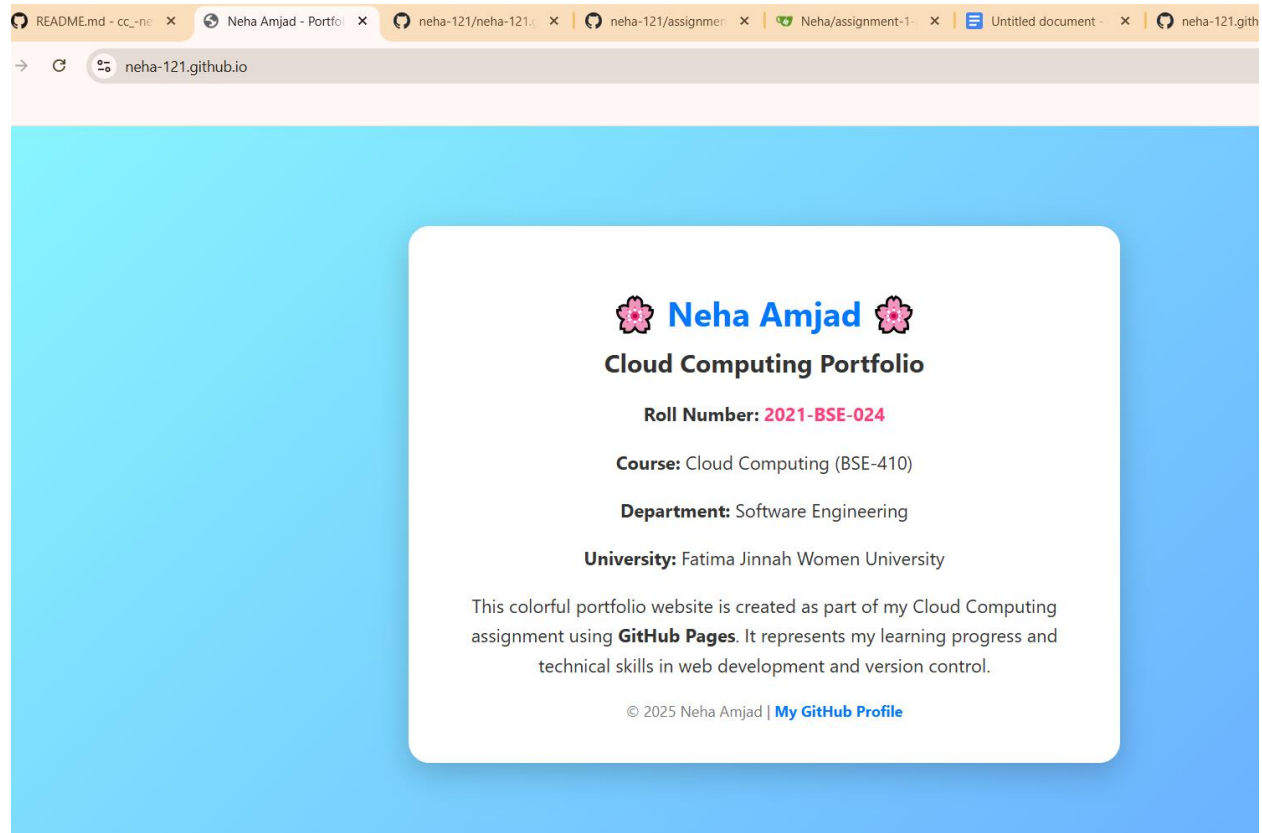 README.md - cc_-ne
Neha Amjad - Portfol
neha-121/neha-121.g
neha-121/assignmen
Neha/assignment-1-
Untitled document -
neha-121.gith
neha-121.github.io
Neha Amjad
Cloud Computing Portfolio
Roll Number: 2021-BSE-024
Course: Cloud Computing (BSE-410)
Department: Software Engineering
University: Fatima Jinnah Women University
This colorful portfolio website is created as part of my Cloud Computing
assignment using GitHub Pages. It represents my learning progress and
technical skills in web development and version control.
© 2025 Neha Amjad | My GitHub Profile